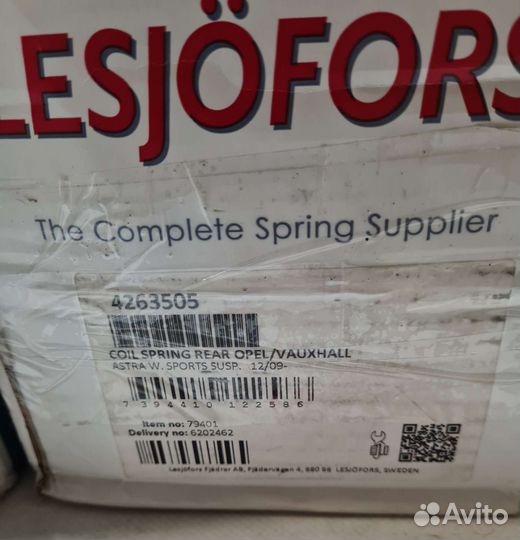 LESJÖFORS
The Complete Spring Supplier
4263505
COIL SPRING REAR OPEL/VAUXHALL
ASTRA W. SPORTS SUSP. 12/09-
7 394410 122586
Item no: 79401
Delivery no: 6202462
Lesjöfors Fjädrar AB, Fjädervägen 4, 680 96 LESJÖFORS, SWEDEN
Avito